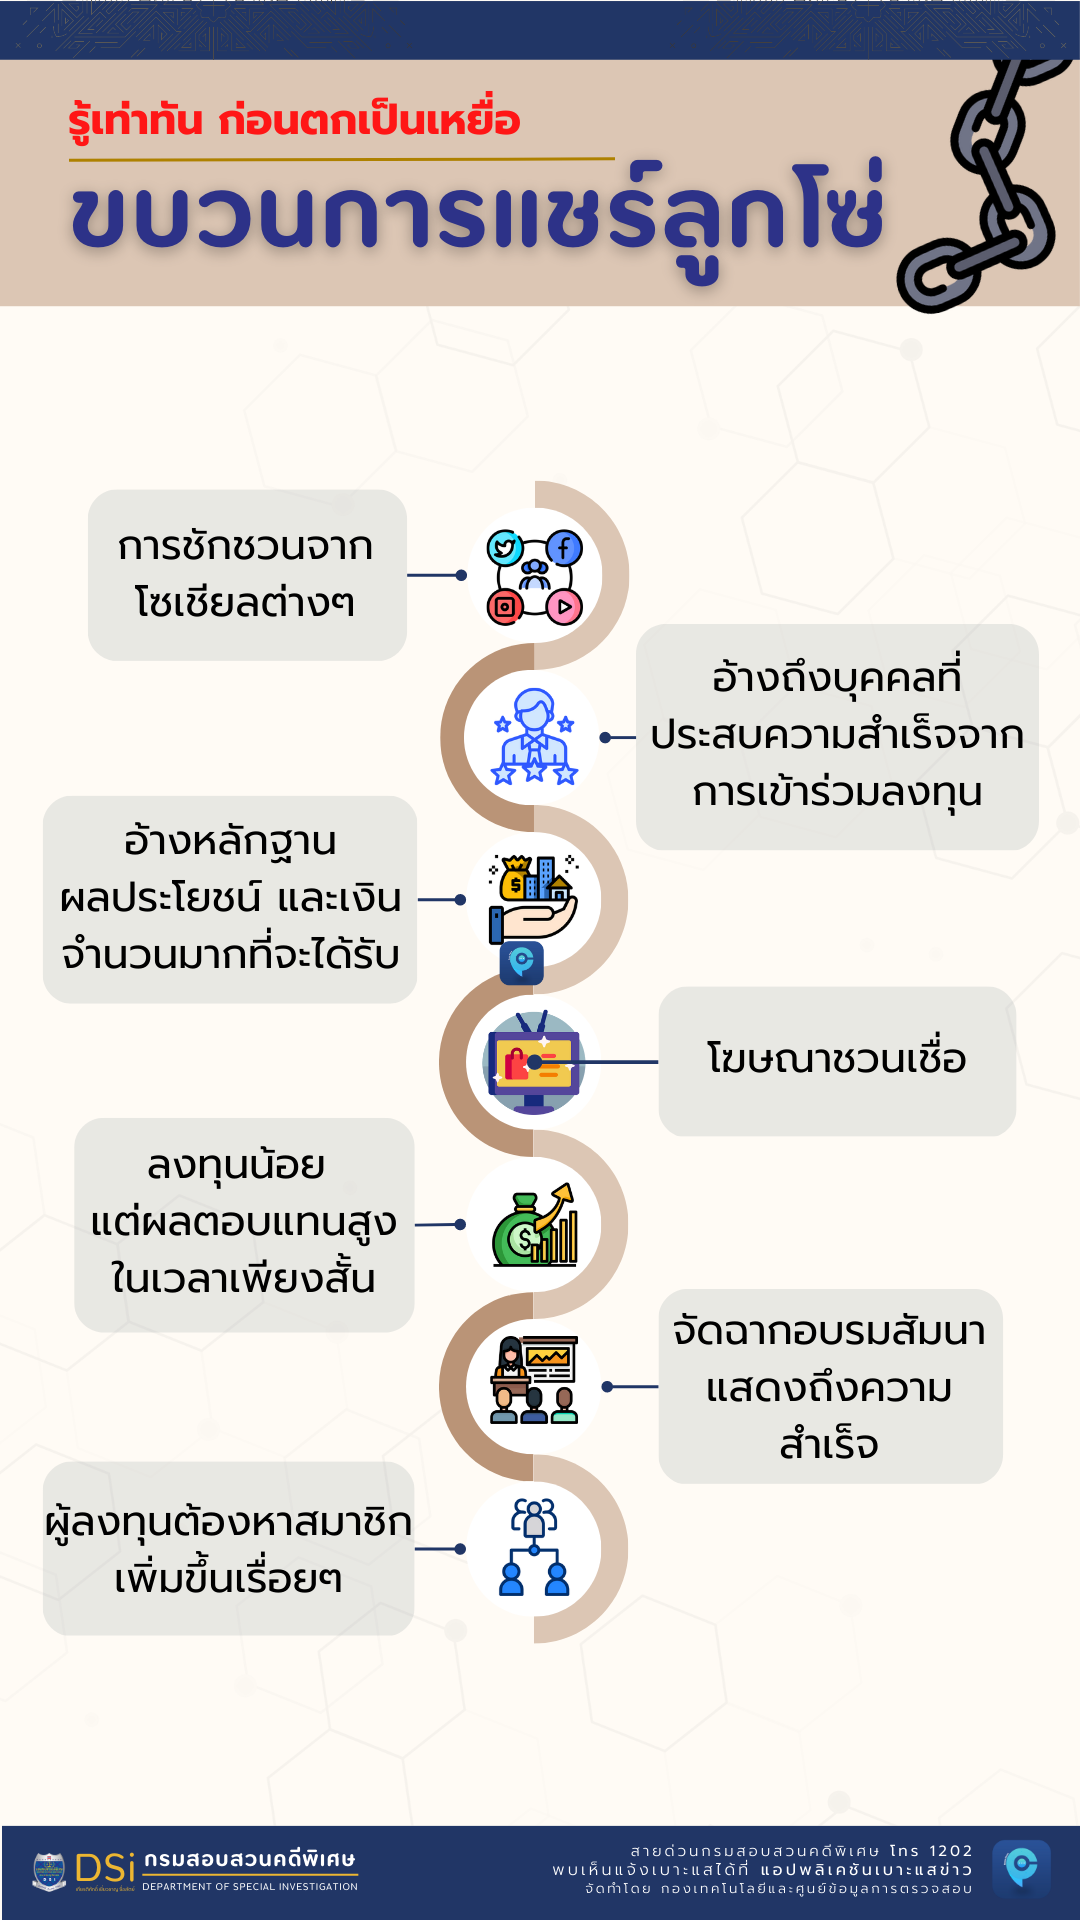 รู้เท่าทัน ก่อนตกเป็นเหยื่อ
ขบวนการแชร์ลูกโซ่
การชักชวนจาก
โซเชียลต่างๆ
อ้างถึงบุคคลที่
ประสบความสำเร็จจาก
การเข้าร่วมลงทุน
อ้างหลักฐาน
ผลประโยชน์ และเงิน
จำนวนมากที่จะได้รับ
โฆษณาชวนเชื่อ
ลงทุนน้อย
แต่ผลตอบแทนสูง
ในเวลาเพียงสั้น
จัดฉากอบรมสัมนา
แสดงถึงความ
สำเร็จ
ผู้ลงทุนต้องหาสมาชิก
เพิ่มขึ้นเรื่อยๆ
DSi
กรมสอบสวนคดีพิเศษ
DEPARTMENT OF SPECIAL INVESTIGATION
สายด่วนกรมสอบสวนคดีพิเศษ โทร 1202
พบเห็นแจ้งเบาะแสได้ที่ แอปพลิเคชันเบาะแสข่าว
จัดทำโดย กองเทคโนโลยีและศูนย์ข้อมูลการตรวจสอบ